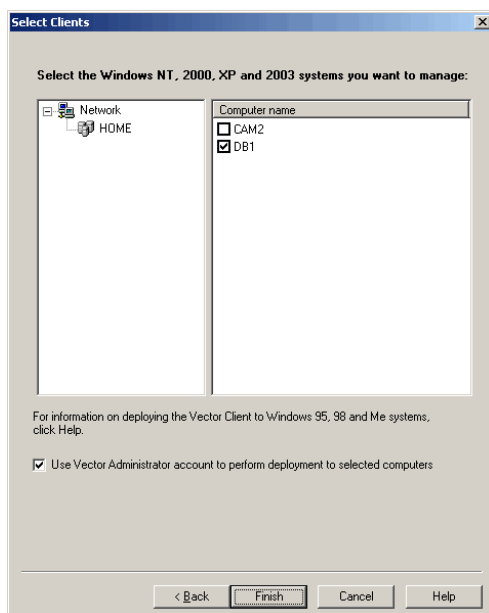 Select Clients
Select the Windows NT, 2000, XP and 2003 systems you want to manage:
Network
HOME
Computer name
CAM2
DB1
For information on deploying the Vector Client to Windows 95, 98 and Me systems,
click Help.
Use Vector Administrator account to perform deployment to selected computers
< Back
Finish
Cancel
Help